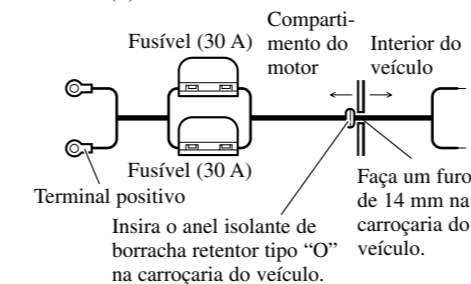 Comparti-
mento do
motor
Interior do
veículo
Fusível (30 A)
Fusível (30 A)
Terminal positivo
Insira o anel isolante de
borracha retentor tipo “O”
na carroçaria do veículo.
Faça um furo
de 14 mm na
carroçaria do
veículo.